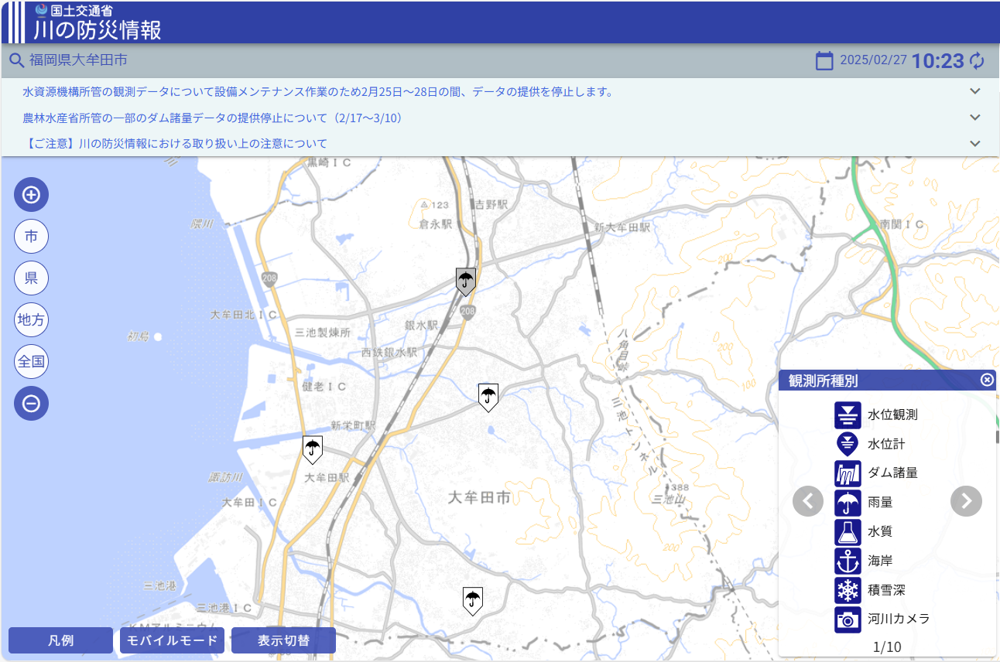 国土交通省
川の防災情報
福岡県大牟田市
2025/02/27 10:23
水資源機構所管の観測データについて設備メンテナンス作業のため2月25日～28日の間、データの提供を停止します。
農林水産省所管の一部のダム諸量データの提供停止について（2/17～3/10）
【ご注意】川の防災情報における取り扱い上の注意について
黒崎ＩＣ
123
吉野駅
倉永駅
隈川
新大牟田駅
南関ＩＣ
市
県
地方
全国
200
208
208
大牟田北ＩＣ
初島
三池製煉所
銀水駅
西鉄銀水駅
八角目峠
200
100
健老ＩＣ
三池トンネル
新栄町駅
大牟田駅
諏訪川
大牟田ＩＣ
大牟田市
388
三池山
200
三池港
三池港ＩＣ
ＫＭアルミニウム
観測所種別
水位観測
水位計
ダム諸量
雨量
水質
海岸
積雪深
河川カメラ
1/10
凡例
モバイルモード
表示切替